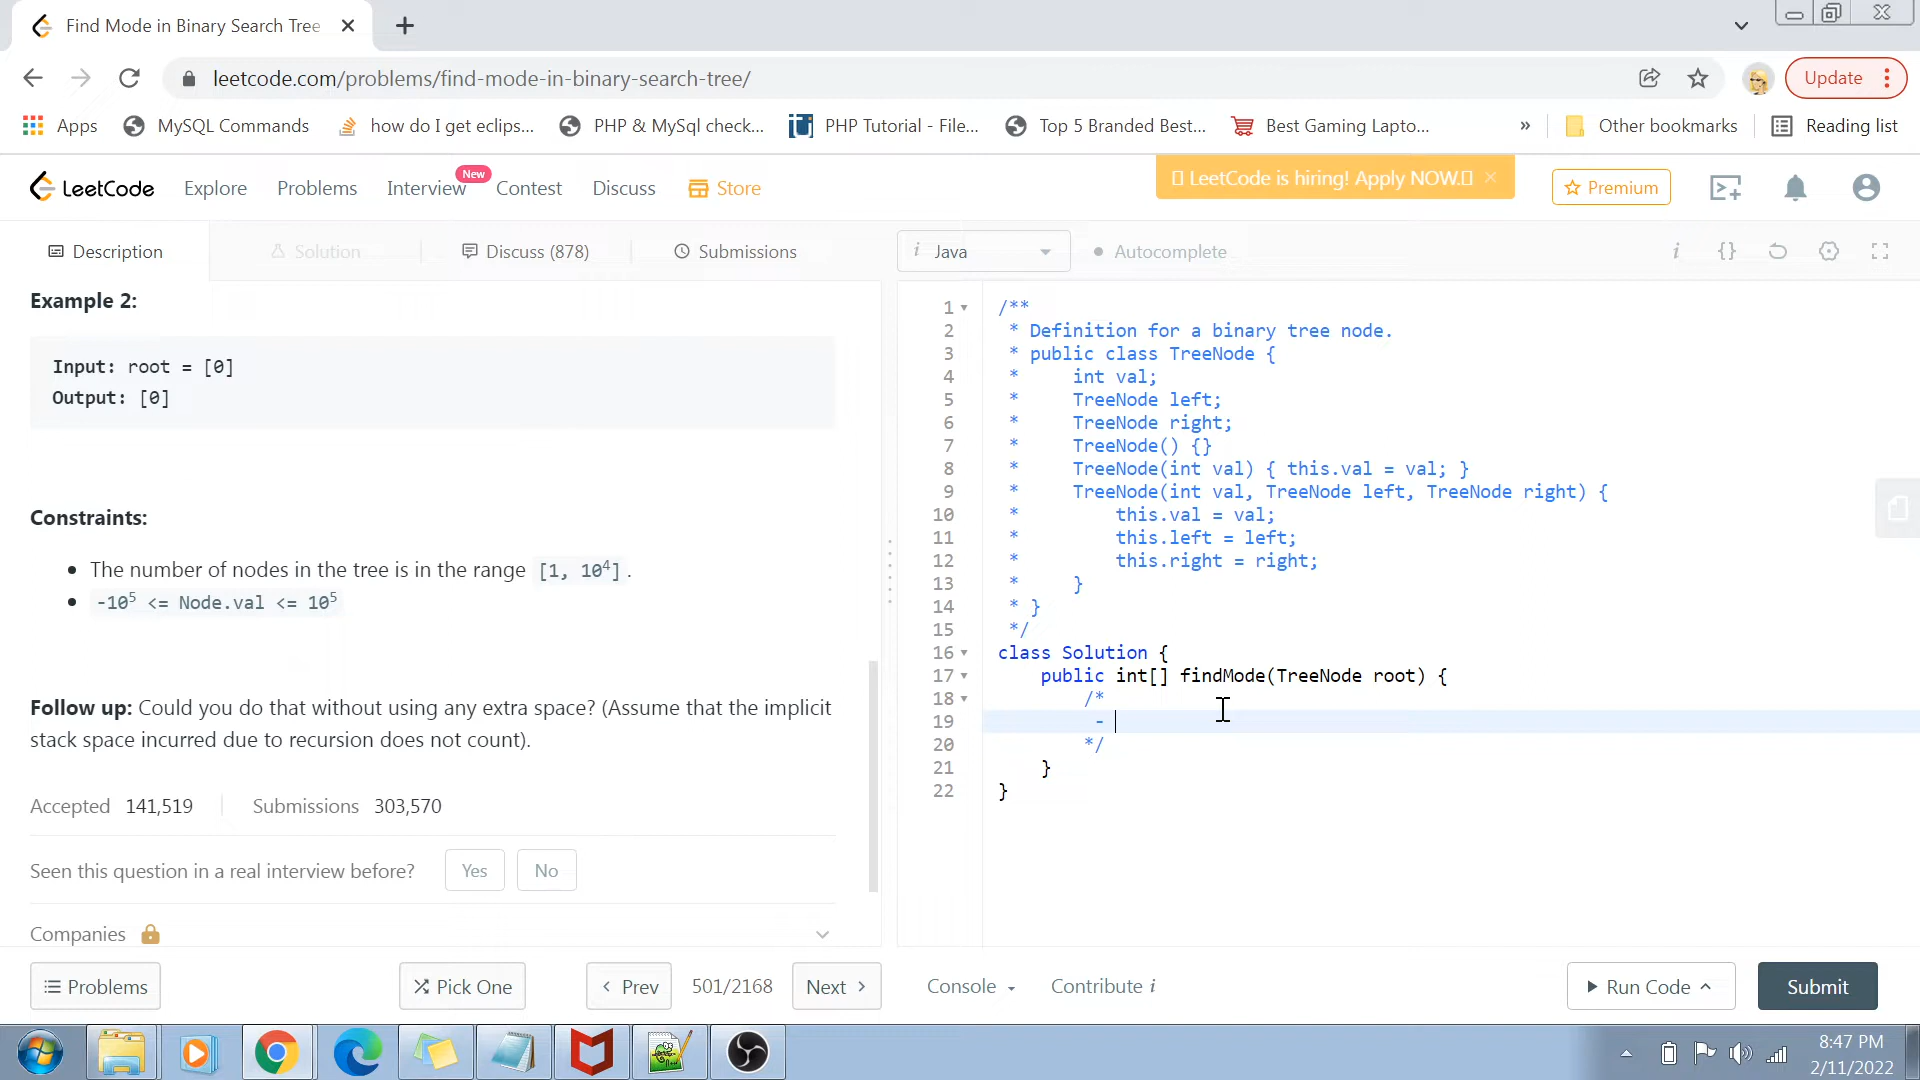 Find Mode in Binary Search Tree
leetcode.com/problems/find-mode-in-binary-search-tree/
Update
Apps
MySQL Commands
how do I get eclips...
PHP & MySql check...
PHP Tutorial - File...
Top 5 Branded Best...
Best Gaming Lapto...
»
Other bookmarks
Reading list
LeetCode
Explore
Problems
Interview
New
Contest
Discuss
Store
LeetCode is hiring! Apply NOW.
Premium
Description
Solution
Discuss (878)
Submissions
i Java
Autocomplete
i {}
Example 2:
Input: root = [0]
Output: [0]
Constraints:
• The number of nodes in the tree is in the range [1, 10⁴] .
• -10⁵ <= Node.val <= 10⁵
Follow up: Could you do that without using any extra space? (Assume that the implicit
stack space incurred due to recursion does not count).
Accepted 141,519 Submissions 303,570
Seen this question in a real interview before? Yes No
Companies
1 /**
2 * Definition for a binary tree node.
3 * public class TreeNode {
4 *     int val;
5 *     TreeNode left;
6 *     TreeNode right;
7 *     TreeNode() {}
8 *     TreeNode(int val) { this.val = val; }
9 *     TreeNode(int val, TreeNode left, TreeNode right) {
10 *         this.val = val;
11 *         this.left = left;
12 *         this.right = right;
13 *     }
14 * }
15 */
16 class Solution {
17     public int[] findMode(TreeNode root) {
18         /*
19          -
20         */
21     }
22 }
Problems
Pick One
Prev
501/2168
Next
Console
Contribute i
Run Code
Submit
8:47 PM
2/11/2022